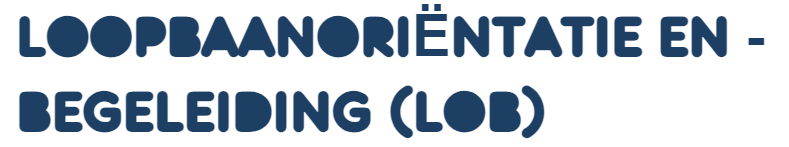 LOOPBAANORIËNTATIE EN -
BEGELEIDING (LOB)